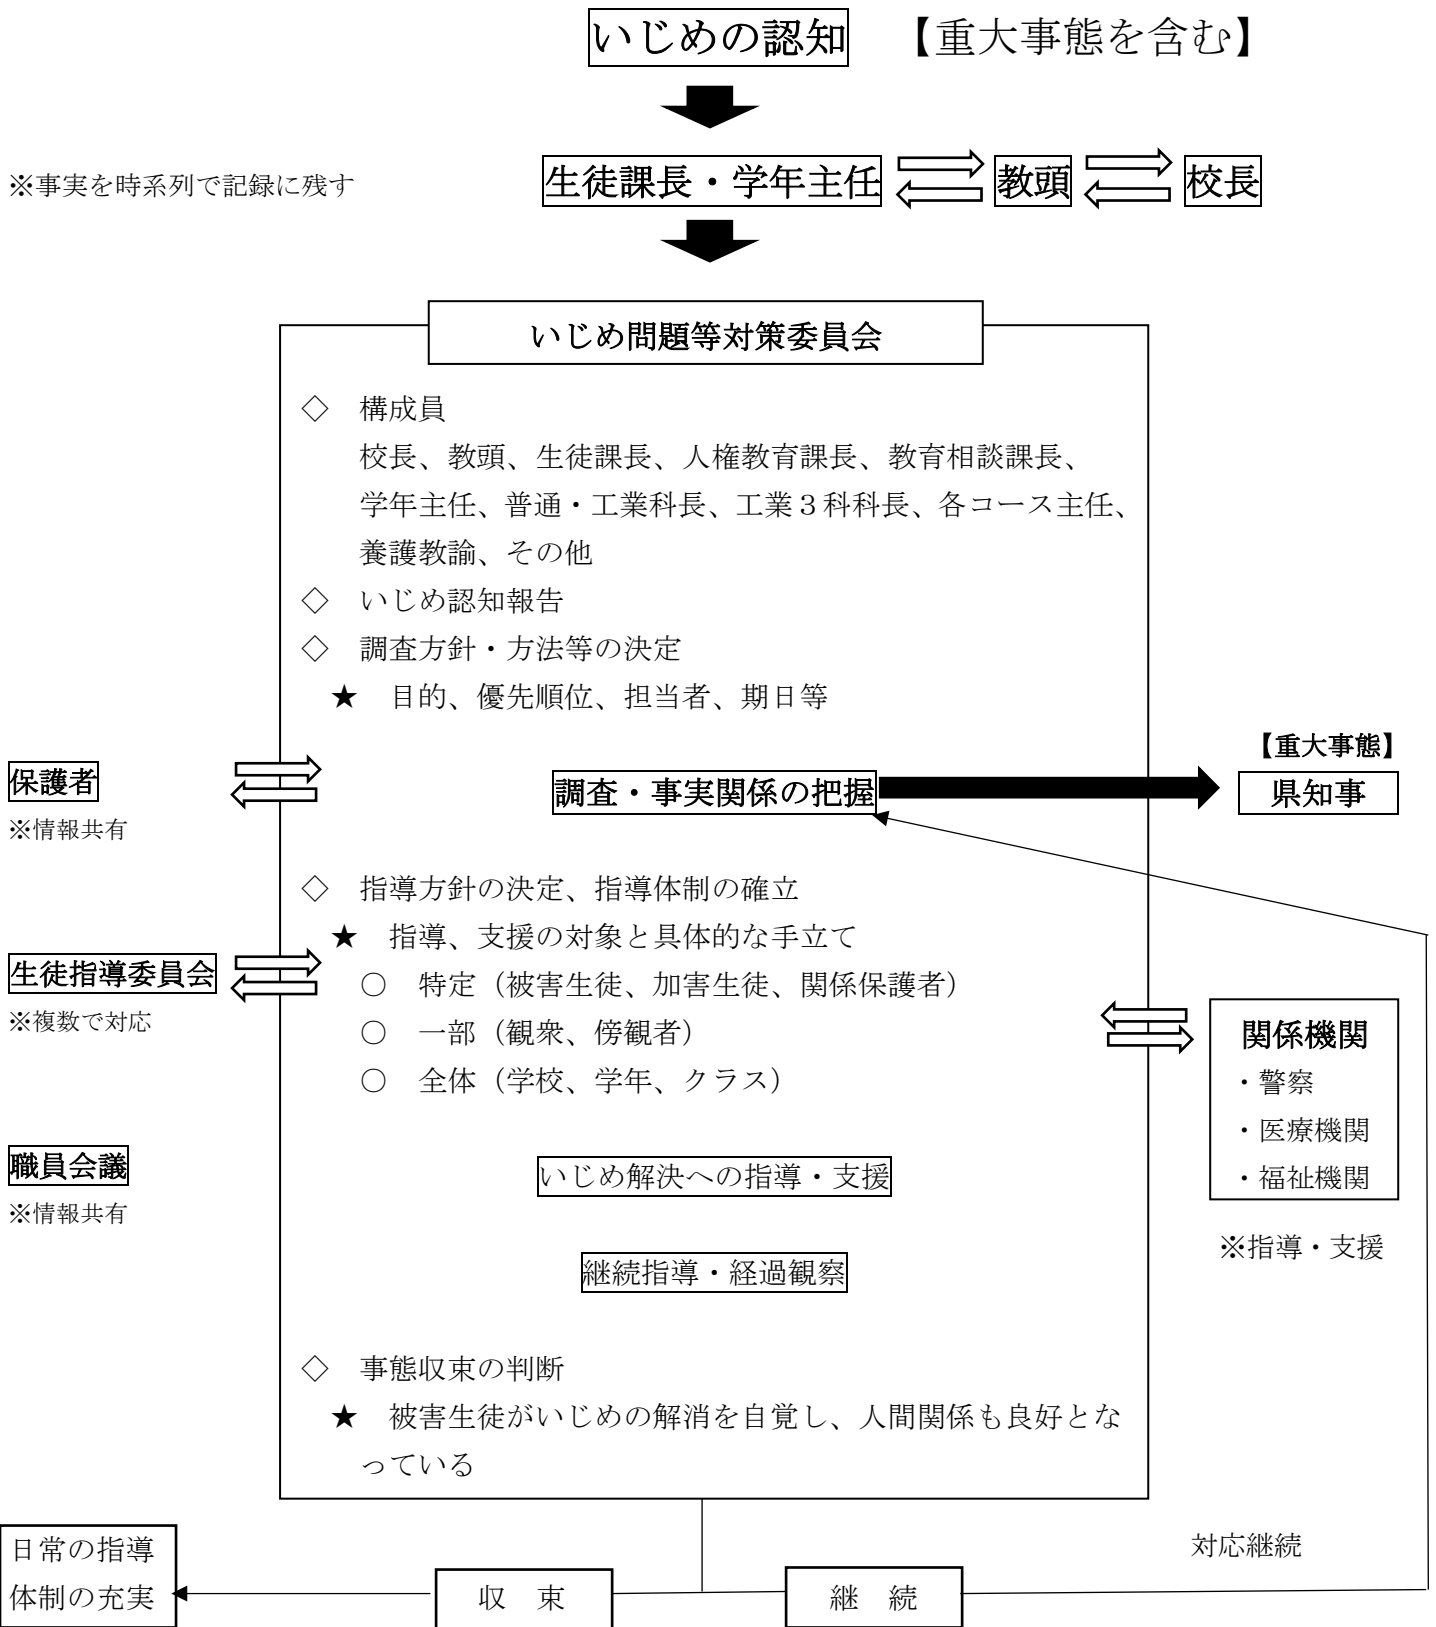 いじめの認知　【重大事態を含む】
※事実を時系列で記録に残す
生徒課長・学年主任
教頭
校長
いじめ問題等対策委員会
◇　構成員
校長、教頭、生徒課長、人権教育課長、教育相談課長、
学年主任、普通・工業科長、工業３科科長、各コース主任、
養護教諭、その他
◇　いじめ認知報告
◇　調査方針・方法等の決定
★　目的、優先順位、担当者、期日等
保護者
※情報共有
調査・事実関係の把握
【重大事態】
県知事
◇　指導方針の決定、指導体制の確立
★　指導、支援の対象と具体的な手立て
○　特定（被害生徒、加害生徒、関係保護者）
○　一部（観衆、傍観者）
○　全体（学校、学年、クラス）
生徒指導委員会
※複数で対応
関係機関
・警察
・医療機関
・福祉機関
※指導・支援
職員会議
※情報共有
いじめ解決への指導・支援
継続指導・経過観察
◇　事態収束の判断
★　被害生徒がいじめの解消を自覚し、人間関係も良好とな
っている
日常の指導
体制の充実
収　束
継　続
対応継続